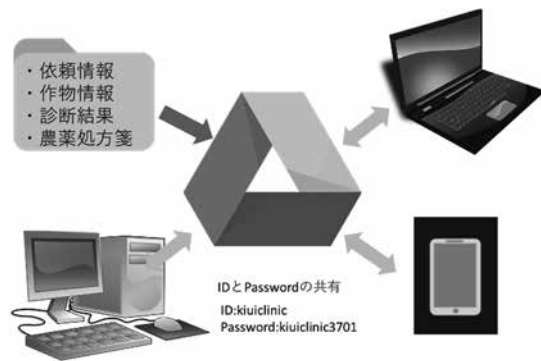 ・依頼情報
・作物情報
・診断結果
・農薬処方箋
IDとPasswordの共有
ID:kiuiclinic
Password:kiuiclinic3701